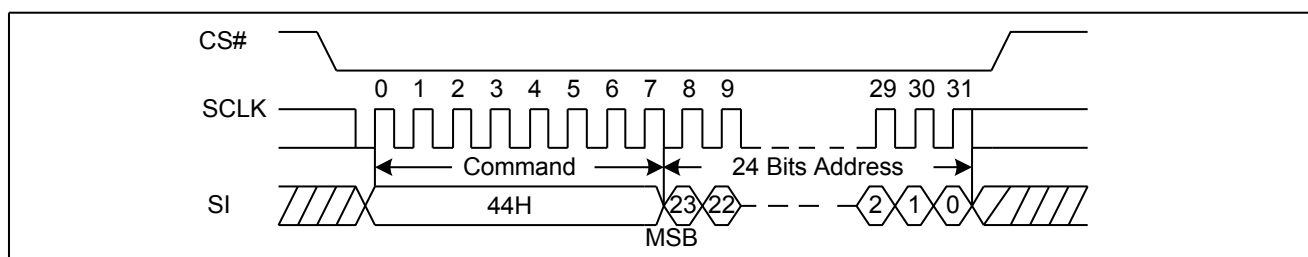 CS#
0 1 2 3 4 5 6 7 8 9 29 30 31
SCLK
Command 24 Bits Address
SI 44H 23 22 2 1 0
MSB